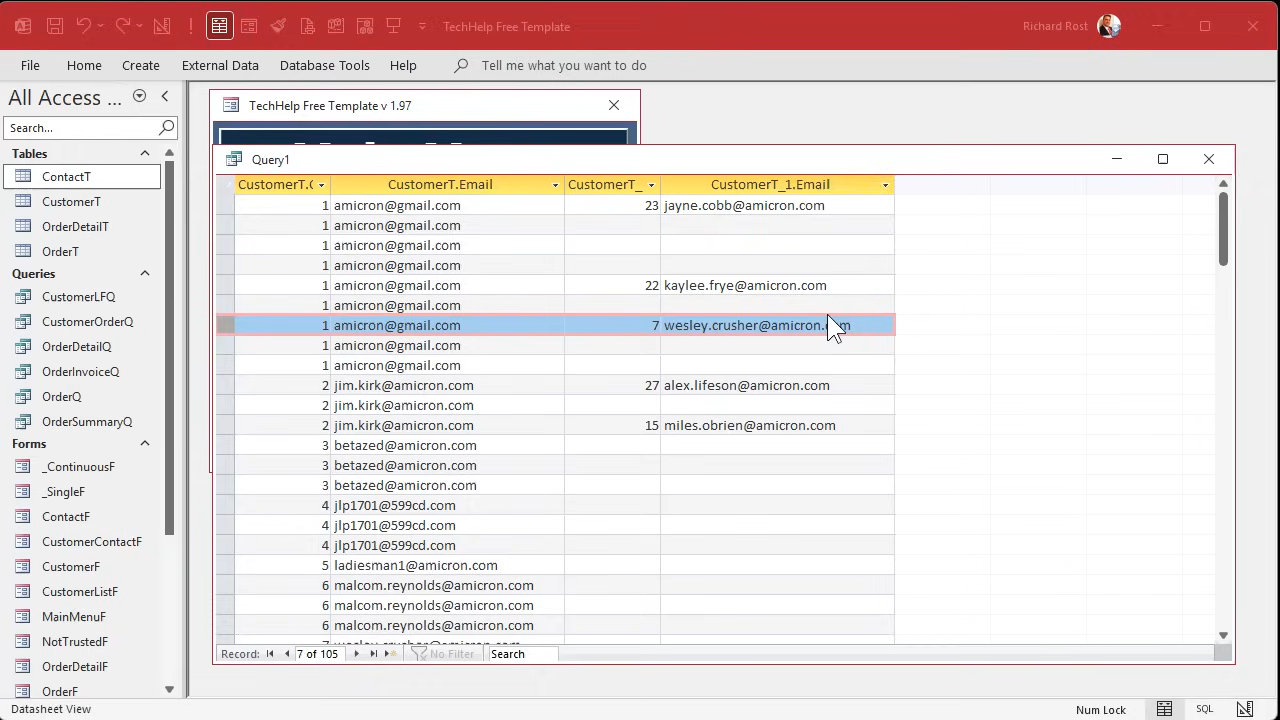 TechHelp Free Template
Richard Rost
File Home Create External Data Database Tools Help Tell me what you want to do
All Access ...
Search...
Tables
ContactT
CustomerT
OrderDetailT
OrderT
Queries
CustomerLFQ
CustomerOrderQ
OrderDetailQ
OrderInvoiceQ
OrderQ
OrderSummaryQ
Forms
_ContinuousF
_SingleF
ContactF
CustomerContactF
CustomerF
CustomerListF
MainMenuF
NotTrustedF
OrderDetailF
OrderF
TechHelp Free Template v 1.97
Query1
CustomerT.C CustomerT.Email CustomerT_ CustomerT_1.Email
1 amicron@gmail.com 23 jayne.cobb@amicron.com
1 amicron@gmail.com
1 amicron@gmail.com
1 amicron@gmail.com
1 amicron@gmail.com 22 kaylee.frye@amicron.com
1 amicron@gmail.com
1 amicron@gmail.com 7 wesley.crusher@amicron.com
1 amicron@gmail.com
1 amicron@gmail.com
2 jim.kirk@amicron.com 27 alex.lifeson@amicron.com
2 jim.kirk@amicron.com
2 jim.kirk@amicron.com 15 miles.obrien@amicron.com
3 betazed@amicron.com
3 betazed@amicron.com
3 betazed@amicron.com
4 jlp1701@599cd.com
4 jlp1701@599cd.com
4 jlp1701@599cd.com
5 ladiesman1@amicron.com
6 malcom.reynolds@amicron.com
6 malcom.reynolds@amicron.com
6 malcom.reynolds@amicron.com
7 wesley.crusher@amicron.com
Record: 7 of 105 No Filter Search
Datasheet View
Num Lock
SQL